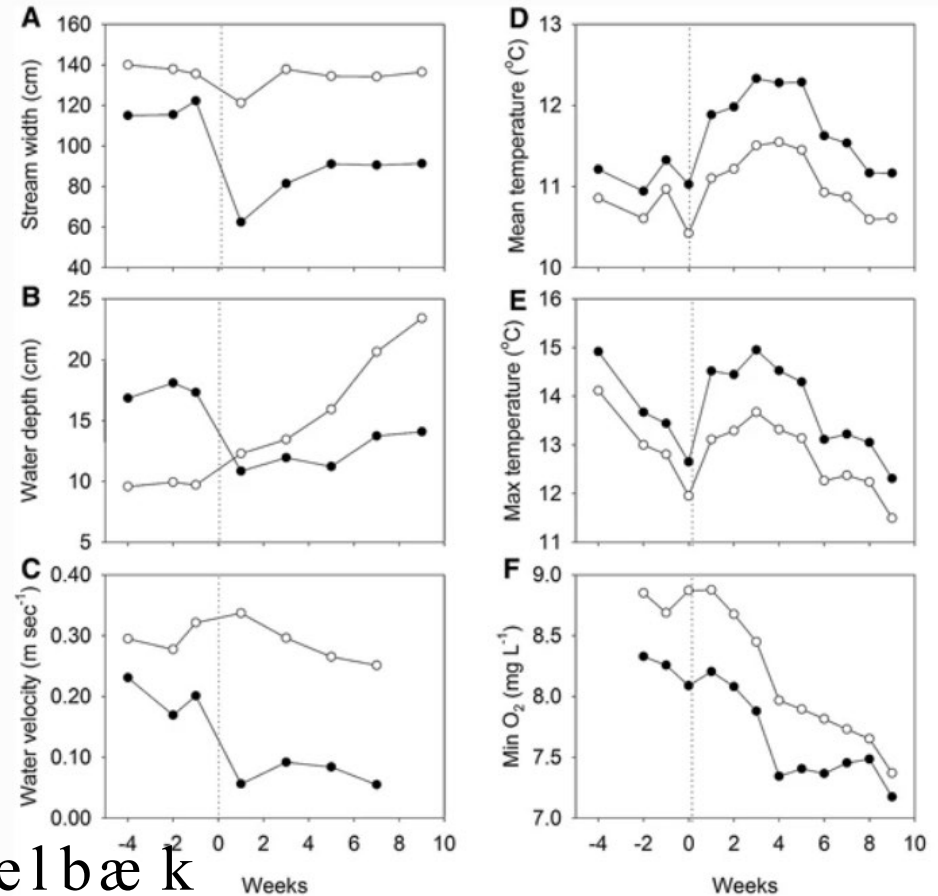 A
Stream width (cm)
160
140
120
100
80
60
40
B
Water depth (cm)
25
20
15
10
5
C
Water velocity (m sec⁻¹)
0.40
0.30
0.20
0.10
0.00
-4 -2 0 2 4 6 8 10
Weeks
D
Mean temperature (°C)
13
12
11
10
E
Max temperature (°C)
16
15
14
13
12
11
F
Min O₂ (mg L⁻¹)
9.0
8.5
8.0
7.5
7.0
-4 -2 0 2 4 6 8 10
Weeks
elbæk